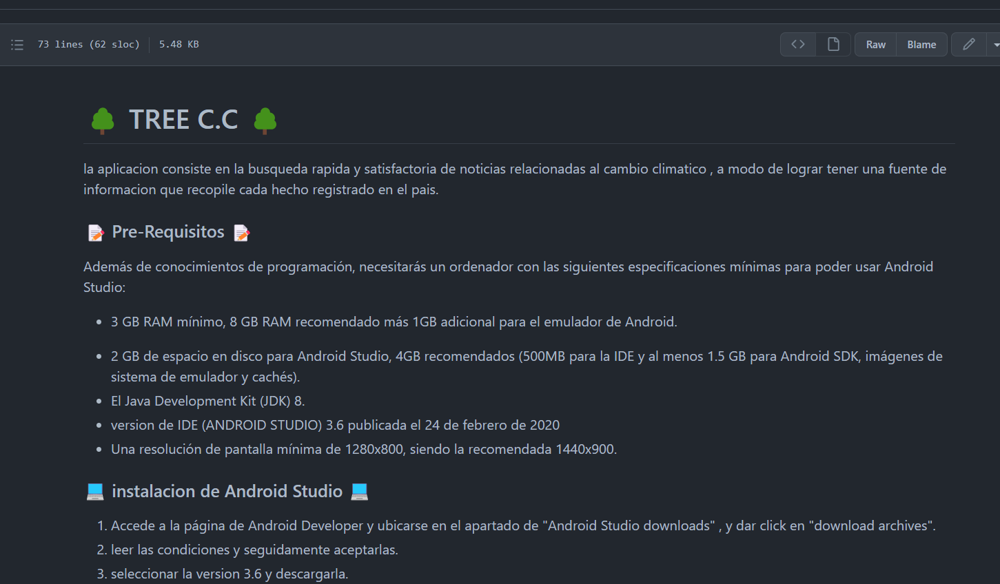 73 lines (62 sloc) 5.48 KB
Raw Blame
TREE C.C
la aplicacion consiste en la busqueda rapida y satisfactoria de noticias relacionadas al cambio climatico , a modo de lograr tener una fuente de
informacion que recopile cada hecho registrado en el pais.
Pre-Requisitos
Además de conocimientos de programación, necesitarás un ordenador con las siguientes especificaciones mínimas para poder usar Android
Studio:
• 3 GB RAM mínimo, 8 GB RAM recomendado más 1GB adicional para el emulador de Android.
• 2 GB de espacio en disco para Android Studio, 4GB recomendados (500MB para la IDE y al menos 1.5 GB para Android SDK, imágenes de
sistema de emulador y cachés).
• El Java Development Kit (JDK) 8.
• version de IDE (ANDROID STUDIO) 3.6 publicada el 24 de febrero de 2020
• Una resolución de pantalla mínima de 1280x800, siendo la recomendada 1440x900.
instalacion de Android Studio
1. Accede a la página de Android Developer y ubicarse en el apartado de "Android Studio downloads" , y dar click en "download archives".
2. leer las condiciones y seguidamente aceptarlas.
3. seleccionar la version 3.6 y descargarla.